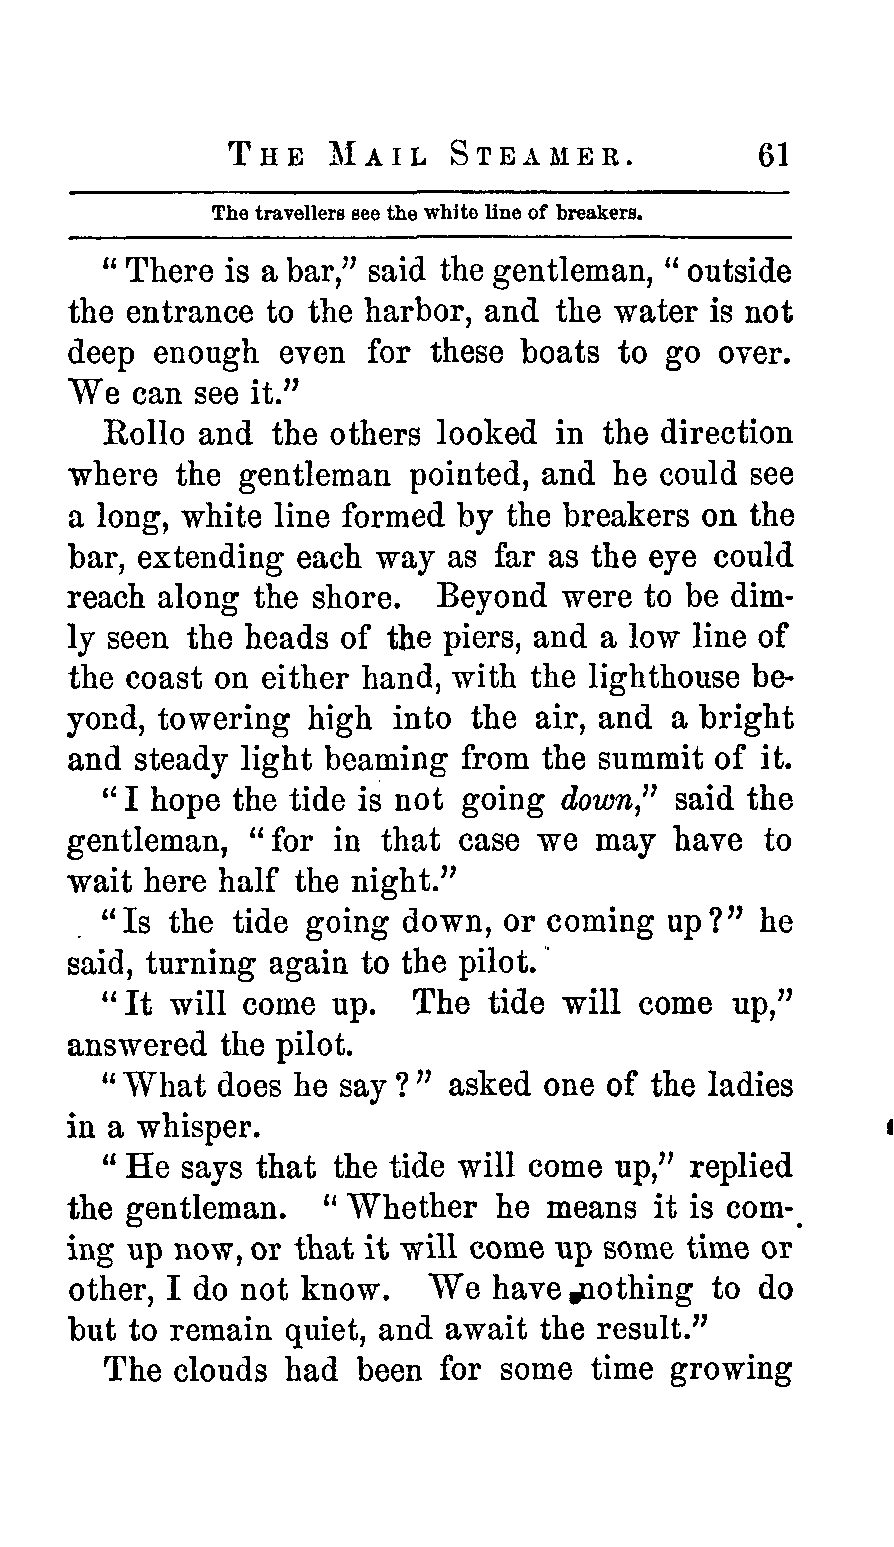 THE MAIL STEAMER. 61
The travellers see the white line of breakers.
“There is a bar,” said the gentleman, “outside
the entrance to the harbor, and the water is not
deep enough even for these boats to go over.
We can see it.”
Rollo and the others looked in the direction
where the gentleman pointed, and he could see
a long, white line formed by the breakers on the
bar, extending each way as far as the eye could
reach along the shore. Beyond were to be dim-
ly seen the heads of the piers, and a low line of
the coast on either hand, with the lighthouse be-
yond, towering high into the air, and a bright
and steady light beaming from the summit of it.
“I hope the tide is not going down,” said the
gentleman, “for in that case we may have to
wait here half the night.”
“Is the tide going down, or coming up?” he
said, turning again to the pilot.
“It will come up. The tide will come up,”
answered the pilot.
“What does he say?” asked one of the ladies
in a whisper.
“He says that the tide will come up,” replied
the gentleman. “Whether he means it is com-
ing up now, or that it will come up some time or
other, I do not know. We have nothing to do
but to remain quiet, and await the result.”
The clouds had been for some time growing